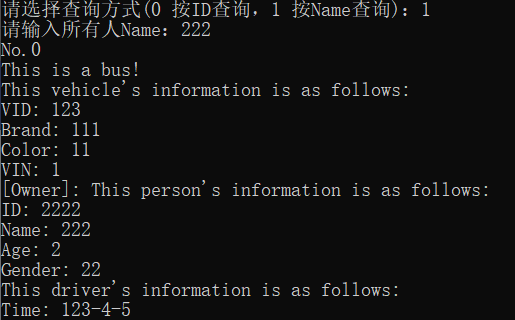 请选择查询方式(0 按ID查询，1 按Name查询)：1
请输入所有人Name：222
No.0
This is a bus!
This vehicle's information is as follows:
VID: 123
Brand: 111
Color: 11
VIN: 1
[Owner]: This person's information is as follows:
ID: 2222
Name: 222
Age: 2
Gender: 22
This driver's information is as follows:
Time: 123-4-5